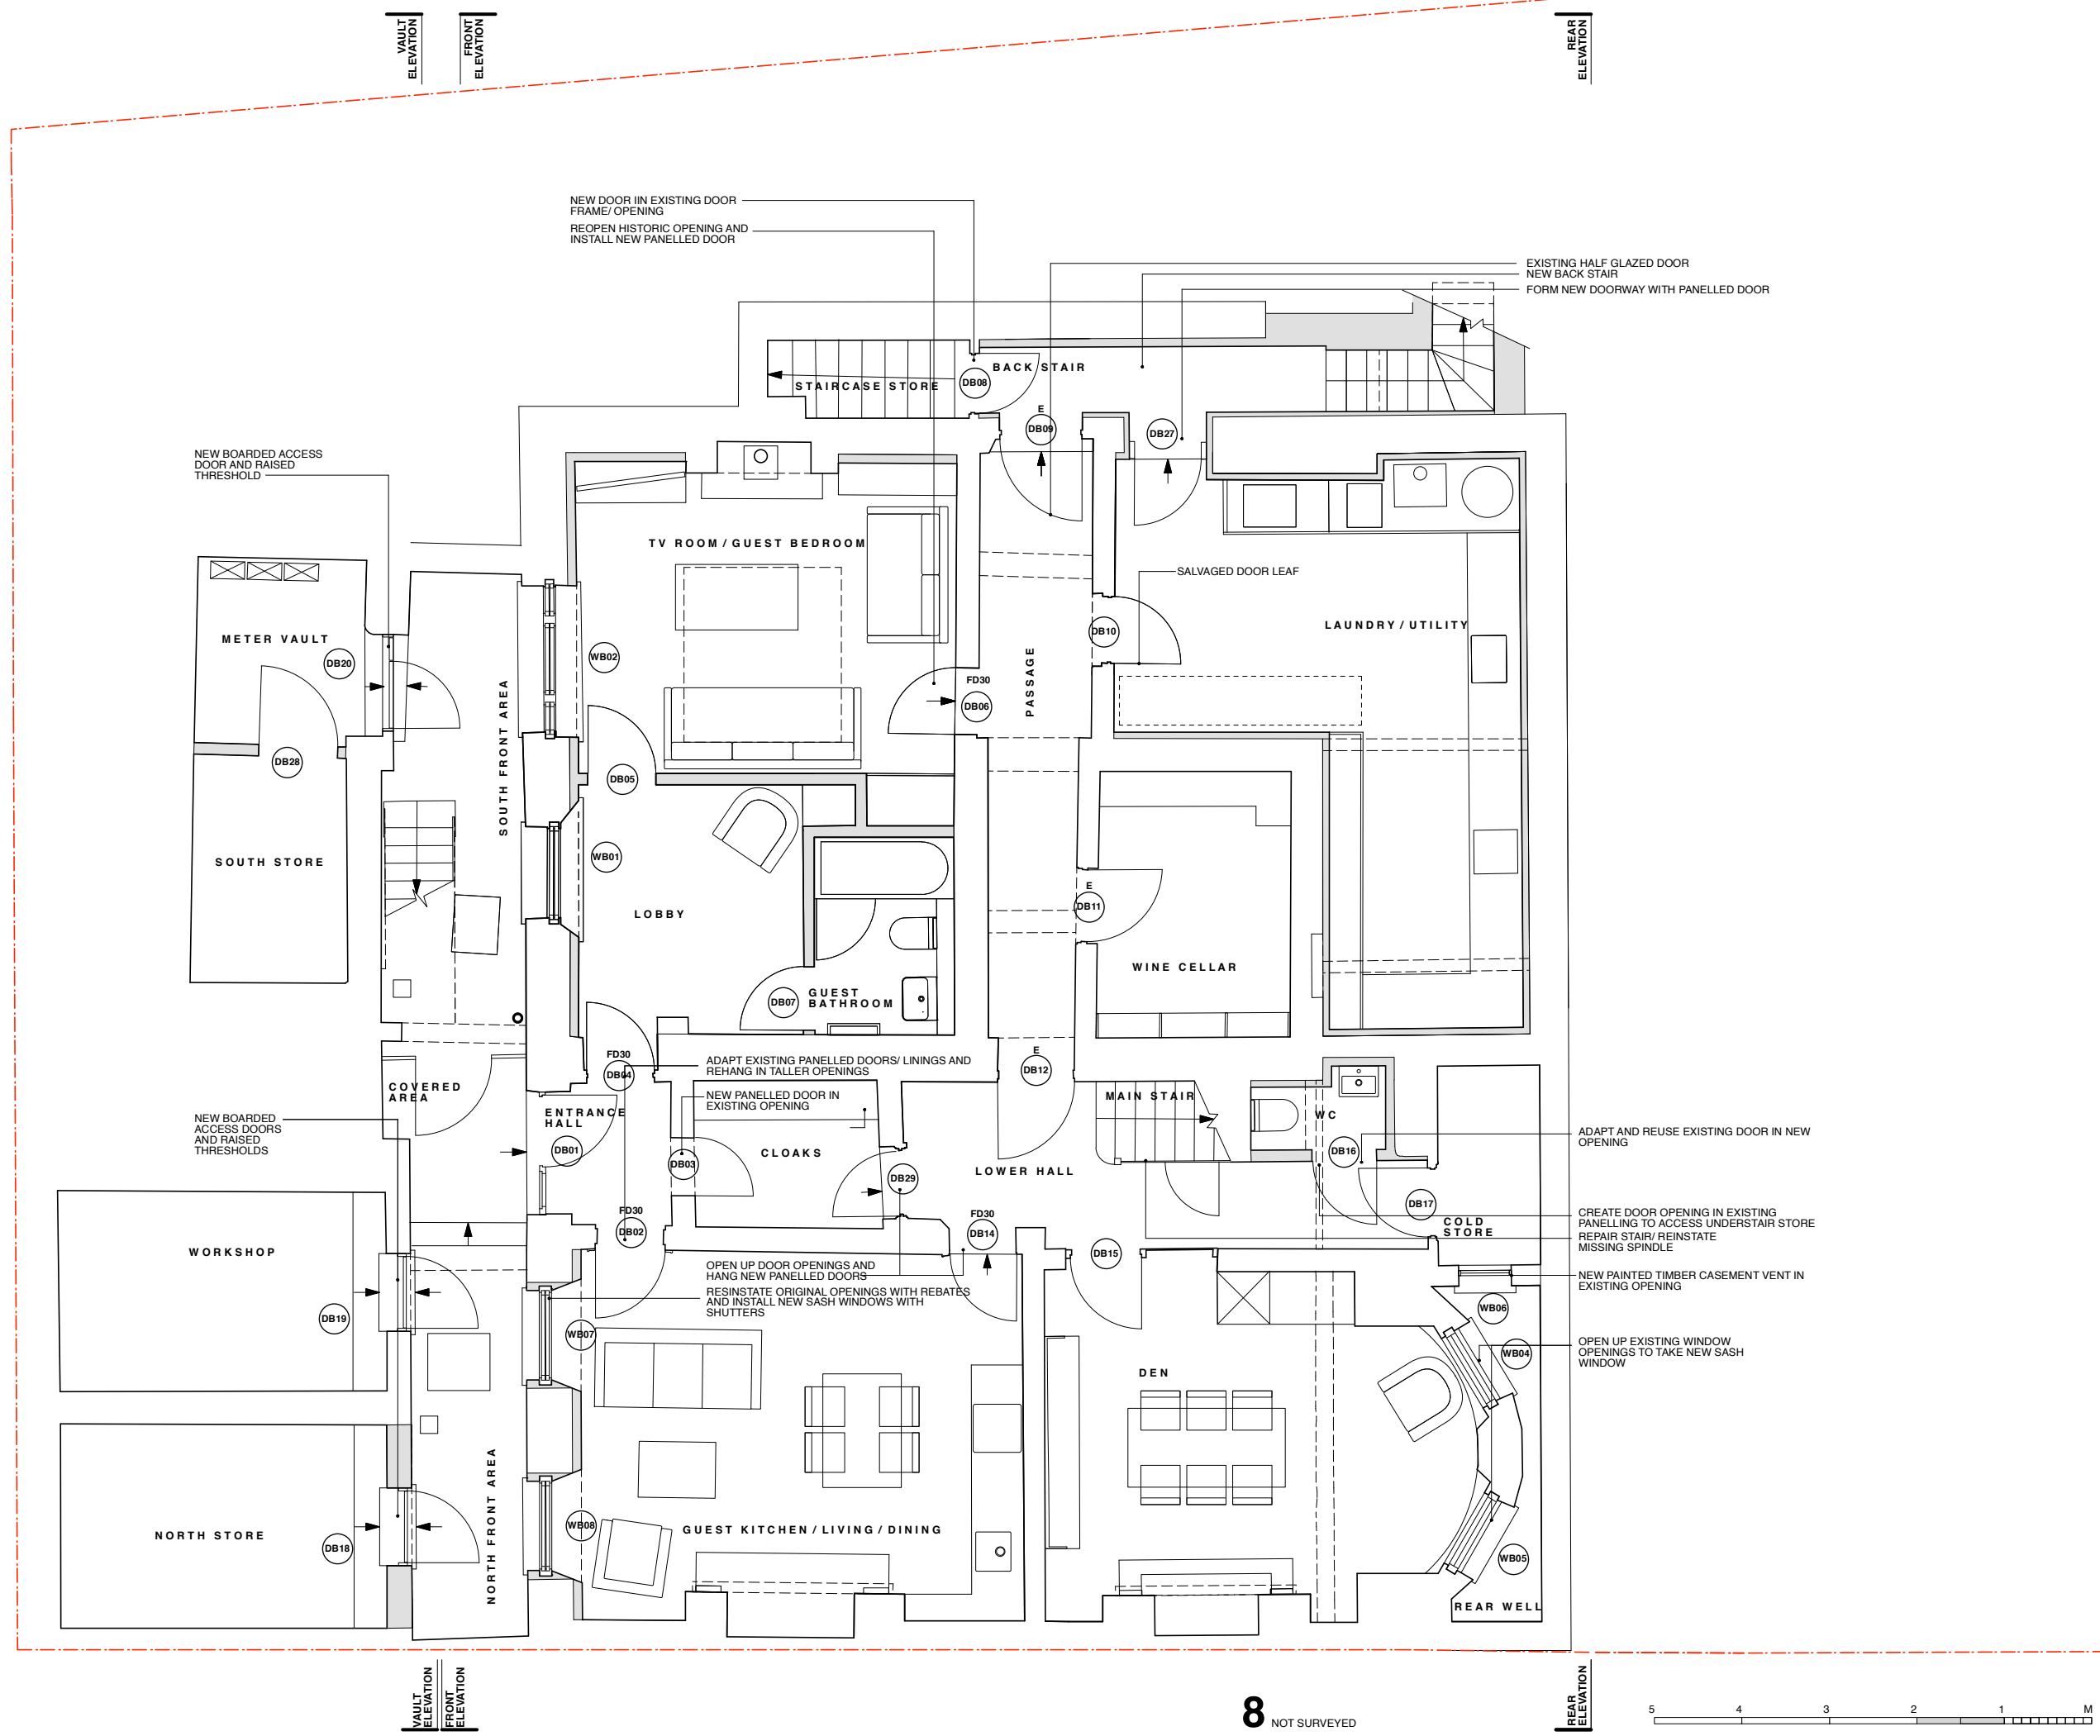 VAULT
ELEVATION
FRONT
ELEVATION
REAR
ELEVATION
NEW DOOR IIN EXISTING DOOR
FRAME/ OPENING
REOPEN HISTORIC OPENING AND
INSTALL NEW PANELLED DOOR
EXISTING HALF GLAZED DOOR
NEW BACK STAIR
FORM NEW DOORWAY WITH PANELLED DOOR
BACK STAIR
STAIRCASE STORE
DB08
E
DB09
DB27
NEW BOARDED ACCESS
DOOR AND RAISED
THRESHOLD
TV ROOM / GUEST BEDROOM
SALVAGED DOOR LEAF
LAUNDRY / UTILITY
METER VAULT
DB20
WB02
DB10
PASSAGE
FD30
DB06
SOUTH FRONT AREA
DB28
DB05
SOUTH STORE
WB01
LOBBY
E
DB11
WINE CELLAR
DB07
GUEST
BATHROOM
FD30
DB04
ADAPT EXISTING PANELLED DOORS/ LININGS AND
REHANG IN TALLER OPENINGS
E
DB12
COVERED
AREA
NEW PANELLED DOOR IN
EXISTING OPENING
MAIN STAIR
WC
ENTRANCE
HALL
NEW BOARDED
ACCESS DOORS
AND RAISED
THRESHOLDS
DB01
DB03
CLOAKS
DB29
LOWER HALL
DB16
ADAPT AND REUSE EXISTING DOOR IN NEW
OPENING
DB17
COLD
STORE
CREATE DOOR OPENING IN EXISTING
PANELLING TO ACCESS UNDERSTAIR STORE
REPAIR STAIR/ REINSTATE
MISSING SPINDLE
FD30
DB02
FD30
DB14
DB15
WORKSHOP
OPEN UP DOOR OPENINGS AND
HANG NEW PANELLED DOORS
RESINSTATE ORIGINAL OPENINGS WITH REBATES
AND INSTALL NEW SASH WINDOWS WITH
SHUTTERS
NEW PAINTED TIMBER CASEMENT VENT IN
EXISTING OPENING
DB19
WB07
WB06
WB04
OPEN UP EXISTING WINDOW
OPENINGS TO TAKE NEW SASH
WINDOW
DEN
NORTH FRONT AREA
NORTH STORE
DB18
WB08
GUEST KITCHEN / LIVING / DINING
WB05
REAR WELL
VAULT
ELEVATION
FRONT
ELEVATION
8 NOT SURVEYED
REAR
ELEVATION
5 4 3 2 1 M